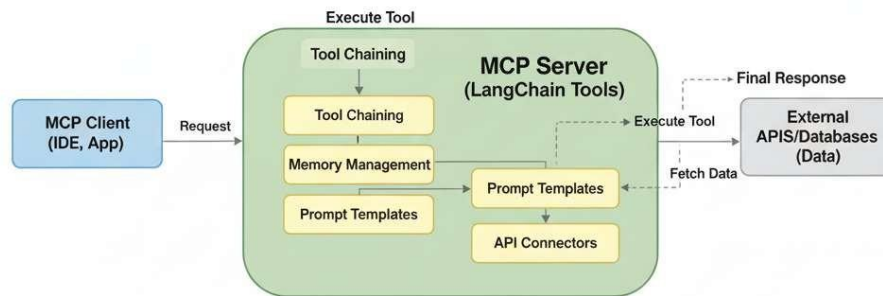 Execute Tool
Tool Chaining
MCP Server
(LangChain Tools)
Final Response
MCP Client
(IDE, App)
Request
Tool Chaining
Execute Tool
External
APIS/Databases
(Data)
Memory Management
Fetch Data
Prompt Templates
Prompt Templates
API Connectors